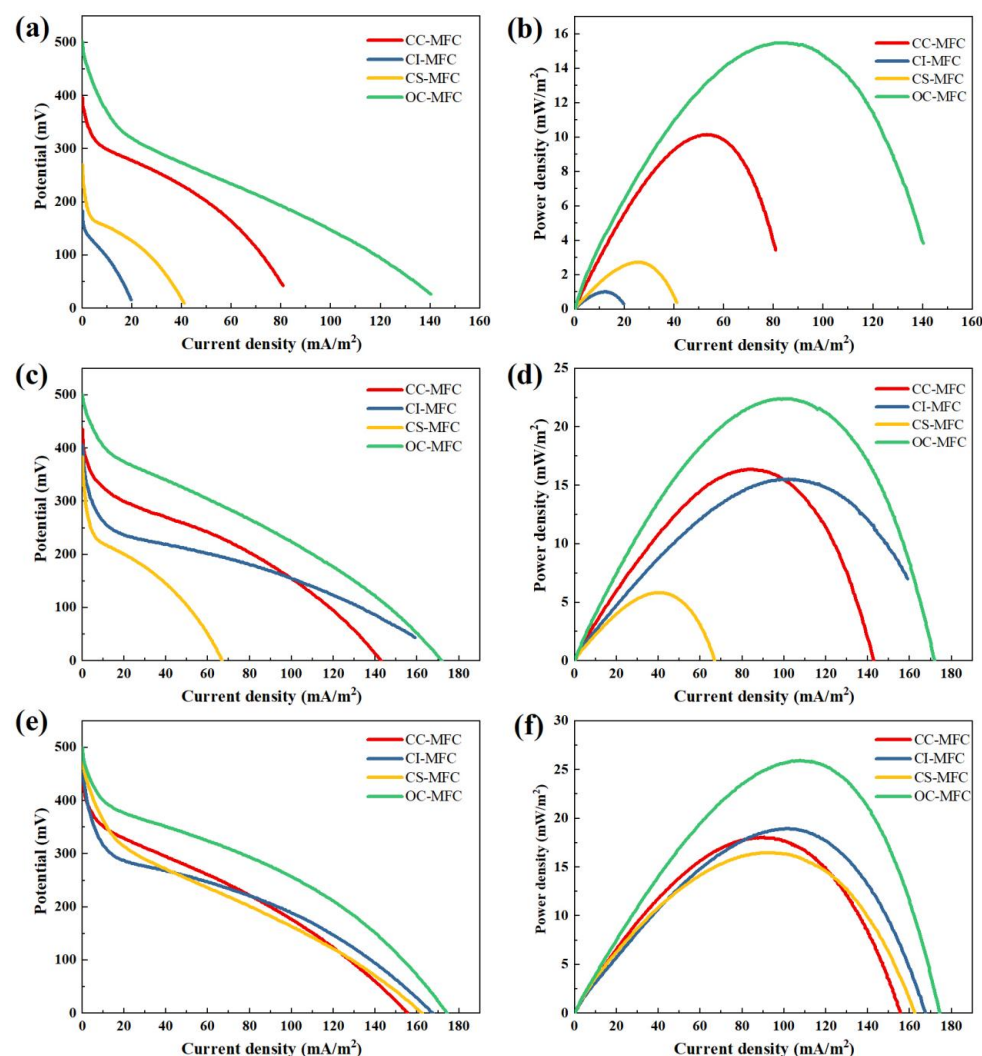 (a)
500
400
300
200
100
0
Potential (mV)
CC-MFC
CI-MFC
CS-MFC
OC-MFC
0 20 40 60 80 100 120 140 160
Current density (mA/m²)
(b)
16
14
12
10
8
6
4
2
0
Power density (mW/m²)
CC-MFC
CI-MFC
CS-MFC
OC-MFC
0 20 40 60 80 100 120 140 160
Current density (mA/m²)
(c)
500
400
300
200
100
0
Potential (mV)
CC-MFC
CI-MFC
CS-MFC
OC-MFC
0 20 40 60 80 100 120 140 160 180
Current density (mA/m²)
(d)
25
20
15
10
5
0
Power density (mW/m²)
CC-MFC
CI-MFC
CS-MFC
OC-MFC
0 20 40 60 80 100 120 140 160 180
Current density (mA/m²)
(e)
500
400
300
200
100
0
Potential (mV)
CC-MFC
CI-MFC
CS-MFC
OC-MFC
0 20 40 60 80 100 120 140 160 180
Current density (mA/m²)
(f)
30
25
20
15
10
5
0
Power density (mW/m²)
CC-MFC
CI-MFC
CS-MFC
OC-MFC
0 20 40 60 80 100 120 140 160 180
Current density (mA/m²)